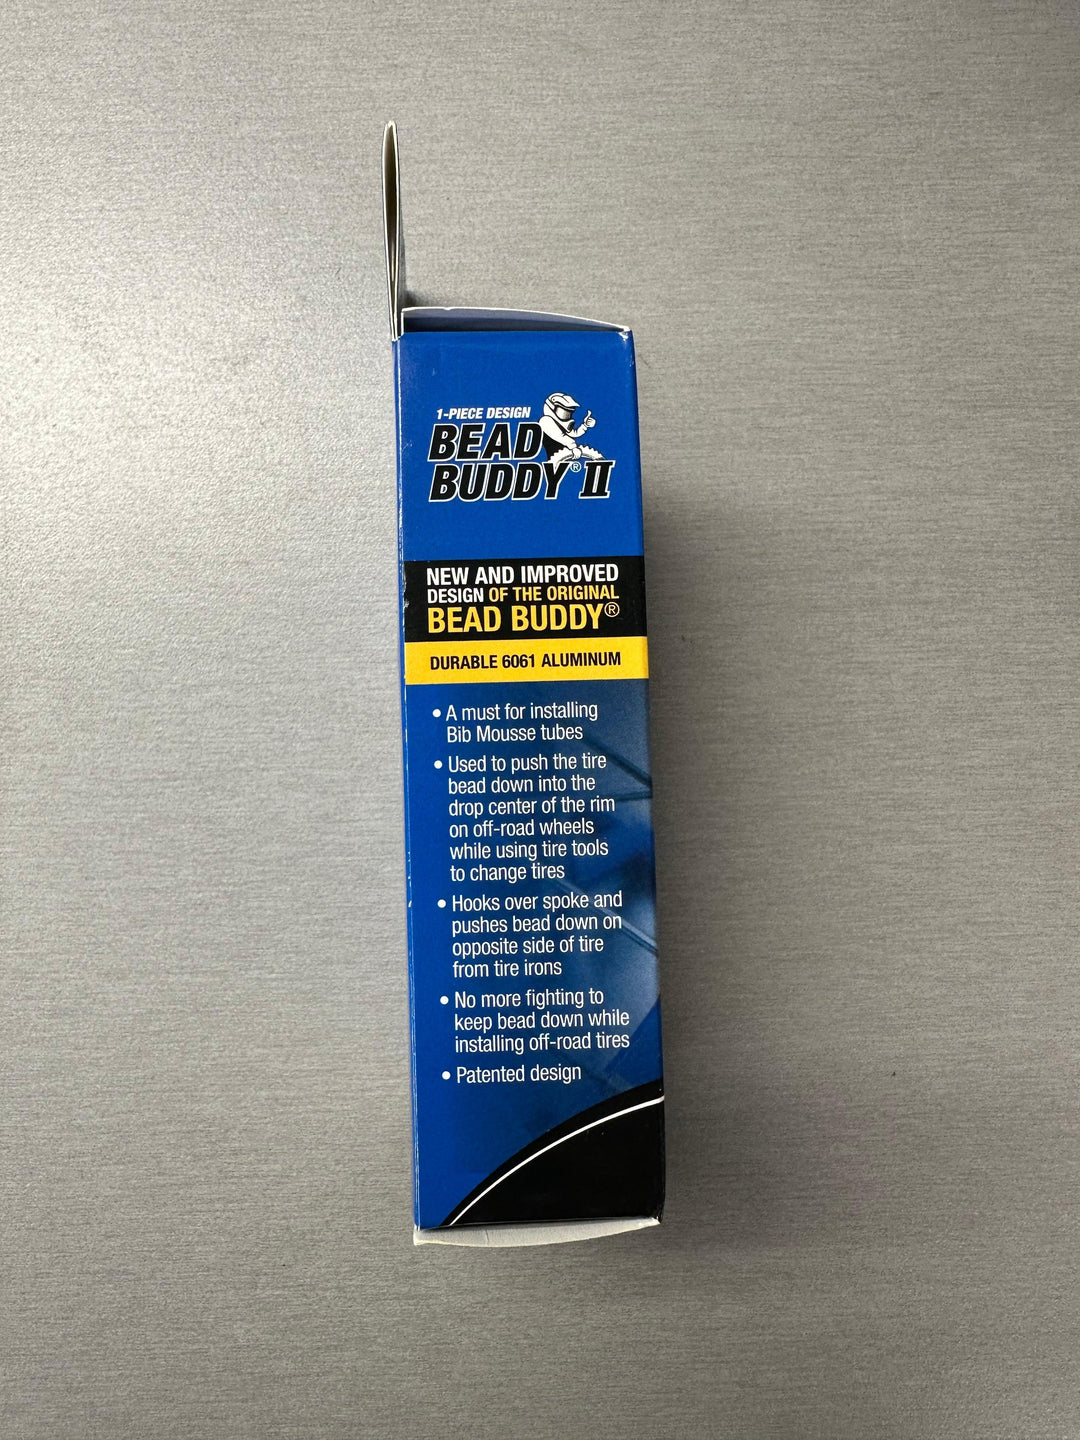 1-PIECE DESIGN
BEAD
BUDDY® II
NEW AND IMPROVED
DESIGN OF THE ORIGINAL
BEAD BUDDY®
DURABLE 6061 ALUMINUM
• A must for installing
Bib Mousse tubes
• Used to push the tire
bead down into the
drop center of the rim
on off-road wheels
while using tire tools
to change tires
• Hooks over spoke and
pushes bead down on
opposite side of tire
from tire irons
• No more fighting to
keep bead down while
installing off-road tires
• Patented design